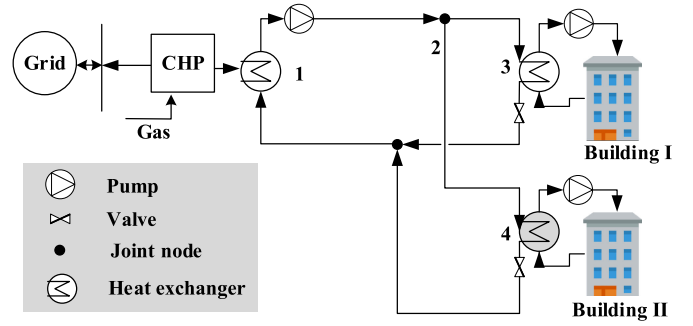 Grid
CHP
Gas
1
2
3
Building I
4
Building II
Pump
Valve
Joint node
Heat exchanger